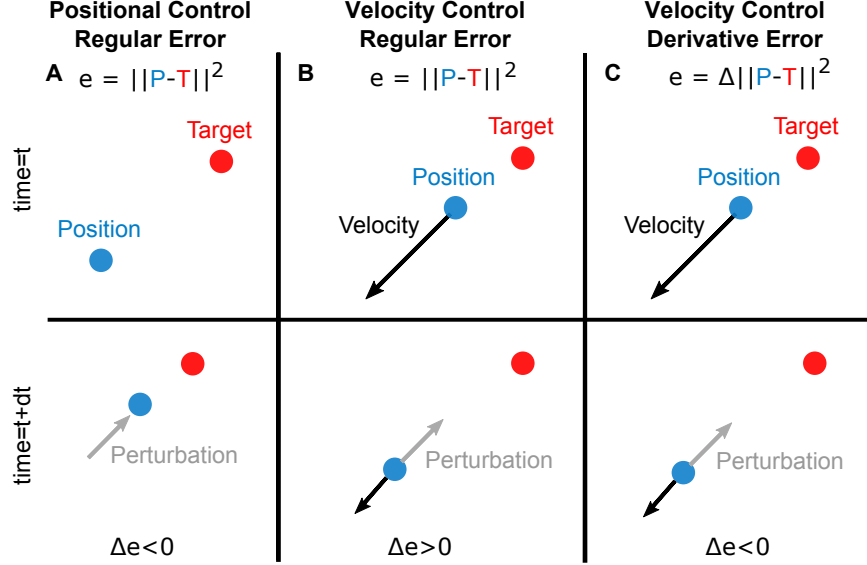 Positional Control
Regular Error
Velocity Control
Regular Error
Velocity Control
Derivative Error
A
e = ||P-T||²
B
e = ||P-T||²
C
e = Δ||P-T||²
time=t
Target
Position
Target
Position
Velocity
Target
Position
Velocity
time=t+dt
Perturbation
Δe<0
Perturbation
Δe>0
Perturbation
Δe<0